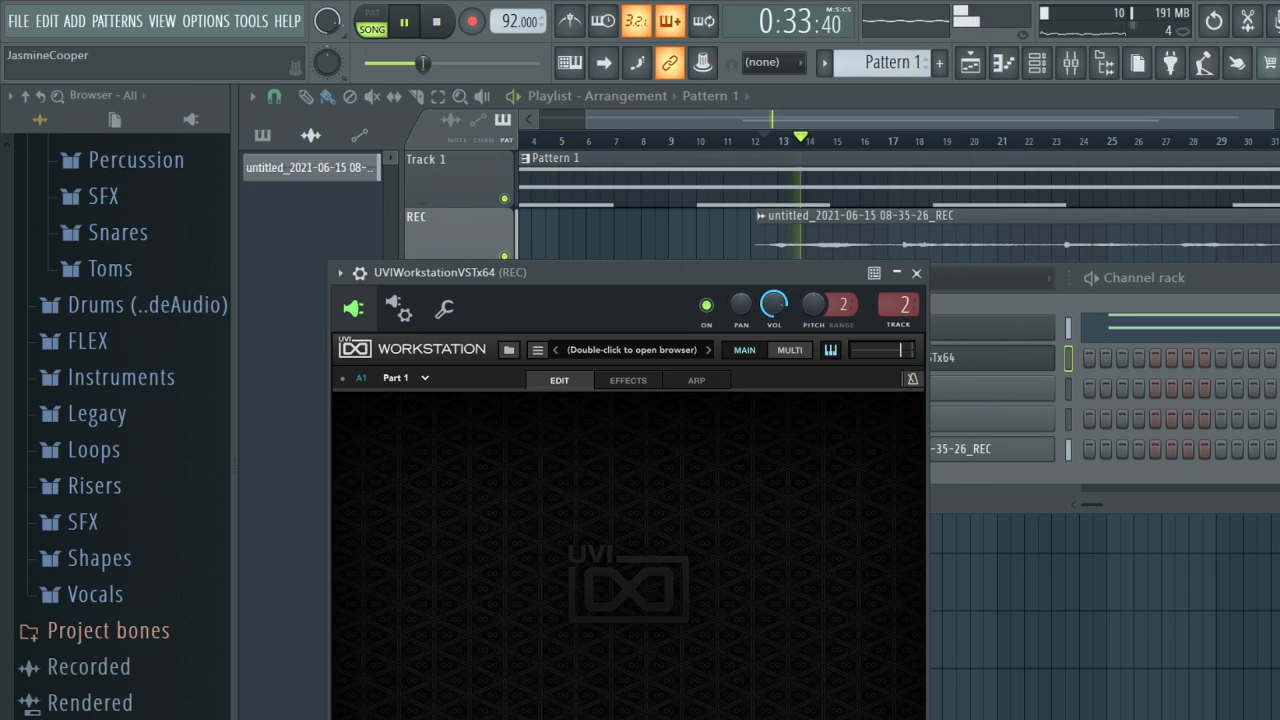 FILE EDIT ADD PATTERNS VIEW OPTIONS TOOLS HELP
PAT
SONG
92.000
3.2.1
0:33:40
M:S:CS
10
191 MB
4
JasmineCooper
(none)
Pattern 1
Browser - All
Playlist - Arrangement
Pattern 1
NOTE CHAN PAT
4 5 6 7 8 9 10 11 12 13 14 15 16 17 18 19 20 21 22 23 24 25 26 27 28 29 30 31
untitled_2021-06-15 08-..
Track 1
Pattern 1
REC
untitled_2021-06-15 08-35-26_REC
Percussion
SFX
Snares
Toms
Drums (..deAudio)
FLEX
Instruments
Legacy
Loops
Risers
SFX
Shapes
Vocals
Project bones
Recorded
Rendered
UVIWorkstationVSTx64 (REC)
ON
PAN
VOL
PITCH
2
RANGE
2
TRACK
UVI
WORKSTATION
(Double-click to open browser)
MAIN
MULTI
A1
Part 1
EDIT
EFFECTS
ARP
UVI
Channel rack
STx64
-35-26_REC